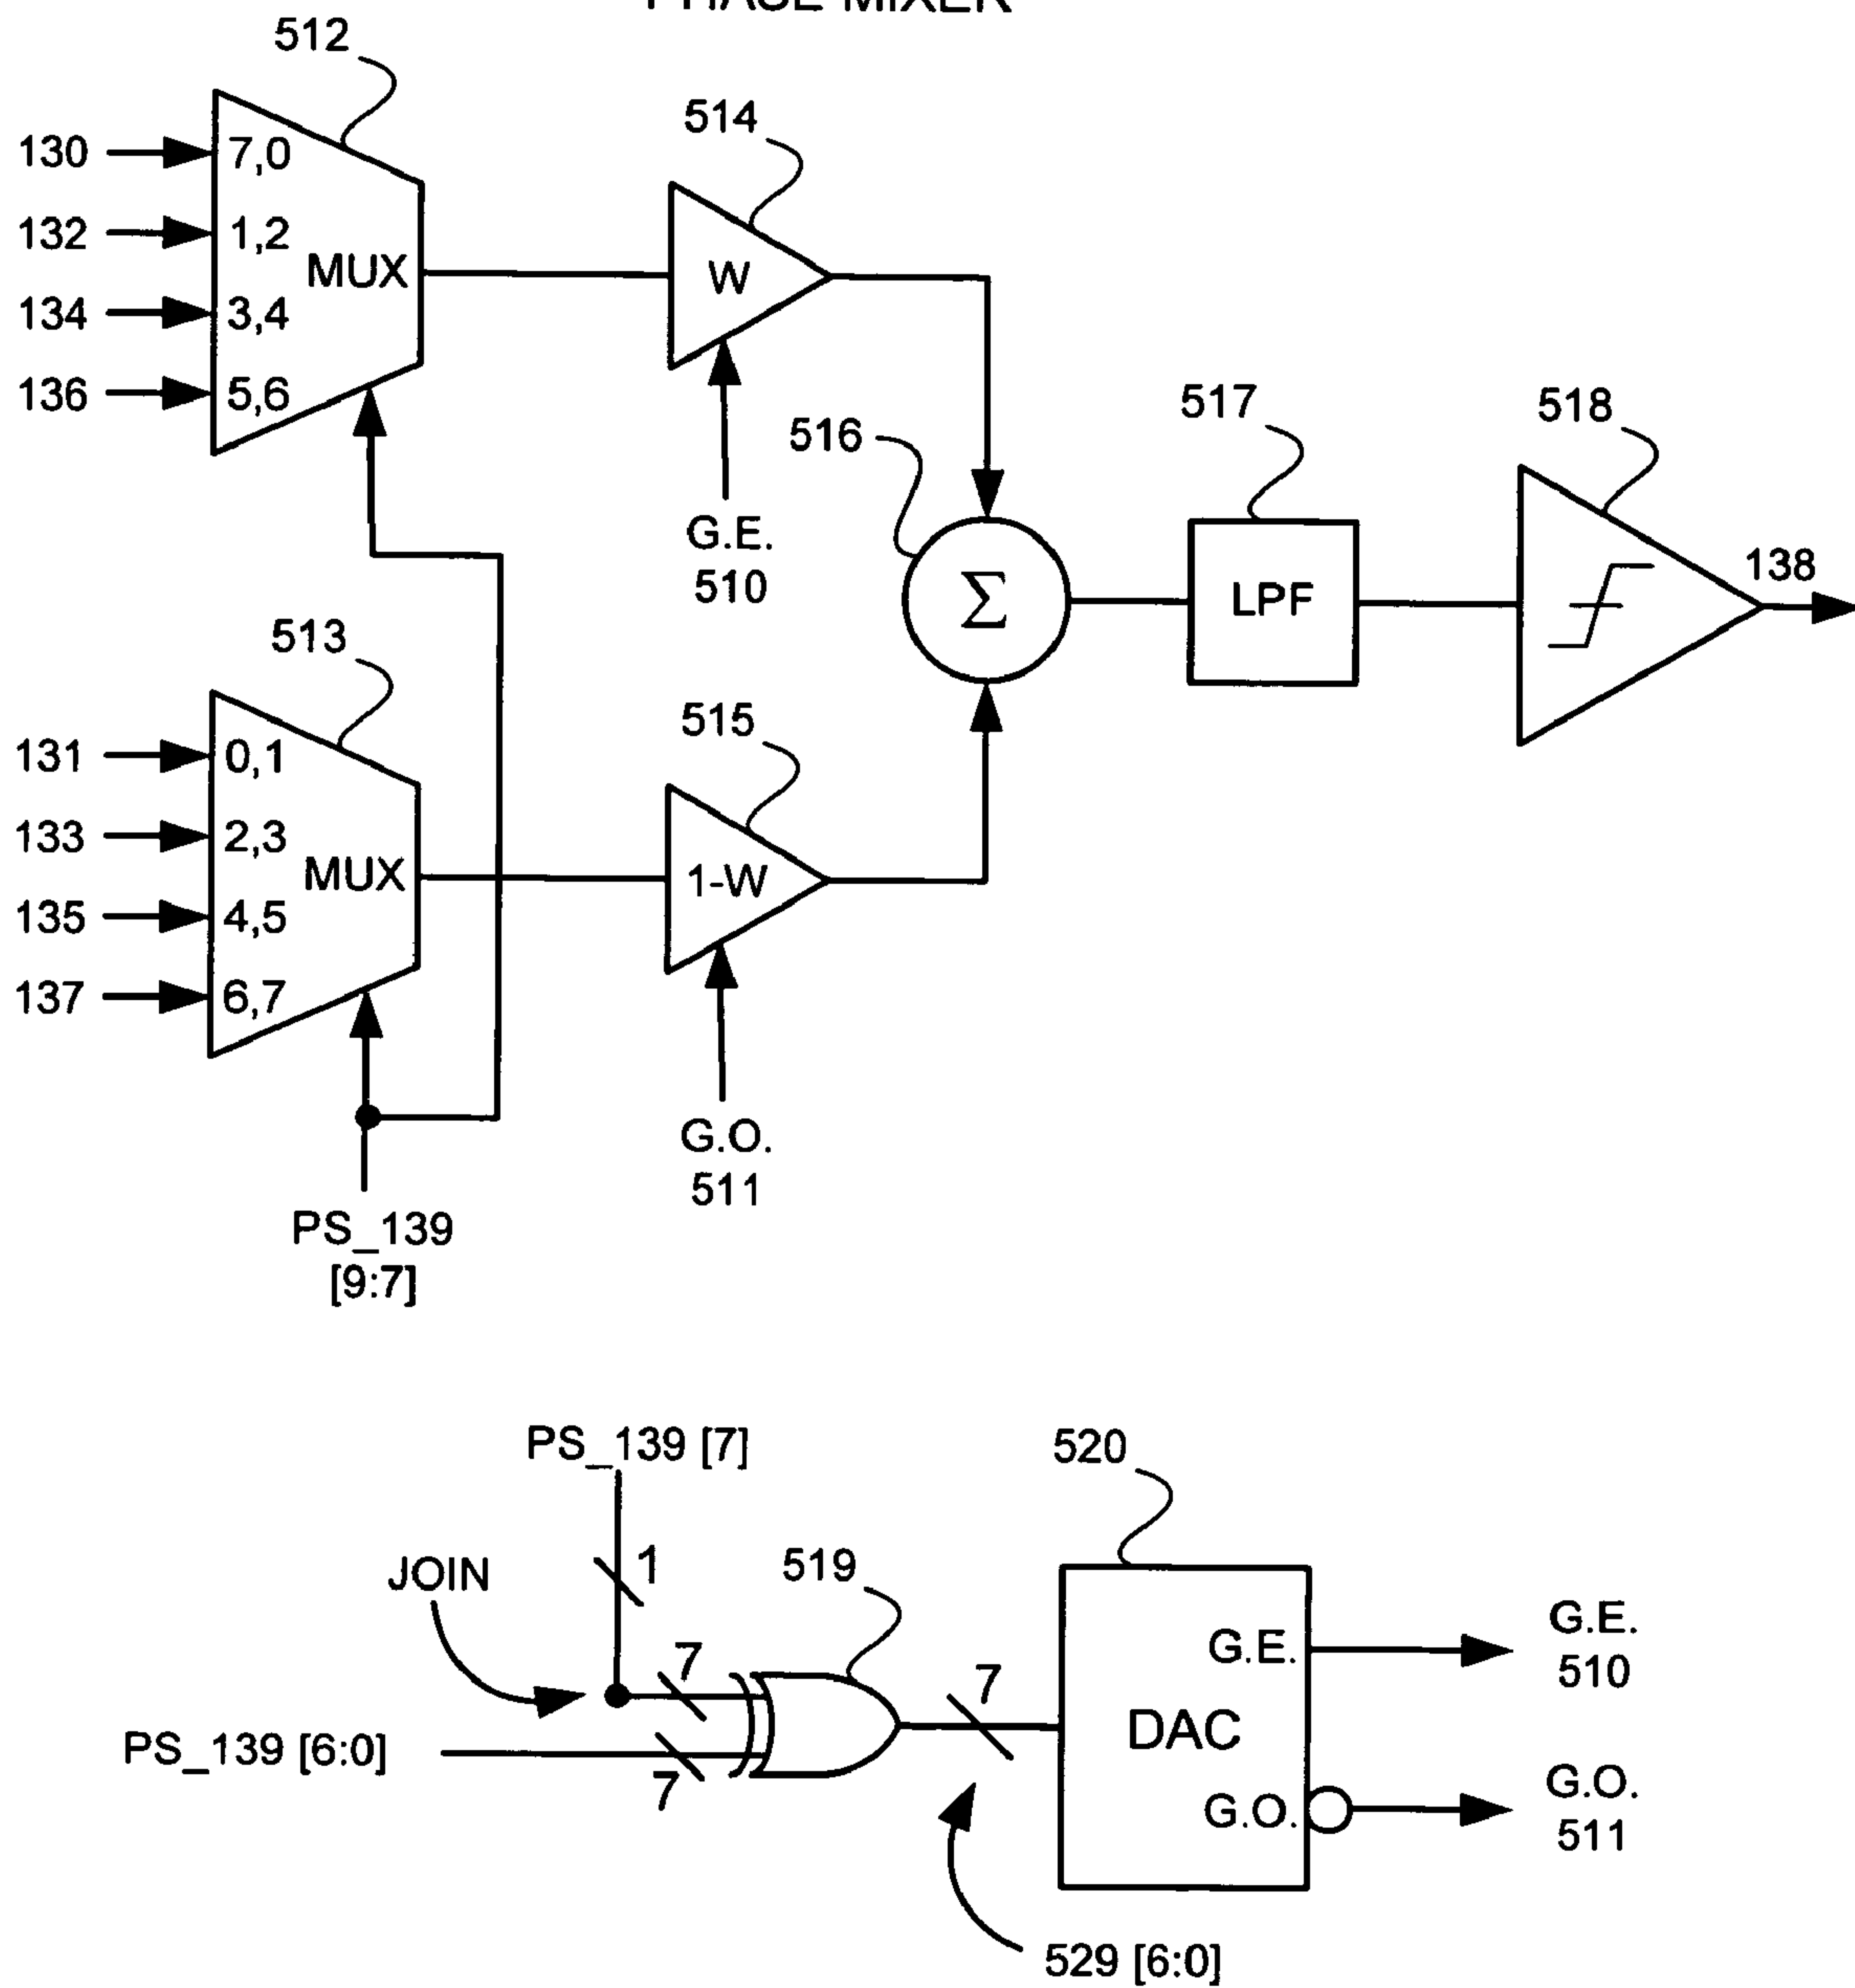 PHASE MIXER
512
130
7,0
132
1,2
MUX
134
3,4
136
5,6
514
W
G.E.
510
516
Σ
517
LPF
518
138
513
131
0,1
133
2,3
MUX
135
4,5
137
6,7
515
1-W
G.O.
511
PS_139
[9:7]
PS_139 [7]
1
JOIN
7
519
PS_139 [6:0]
7
7
529 [6:0]
520
G.E.
DAC
G.O.
G.E.
510
G.O.
511